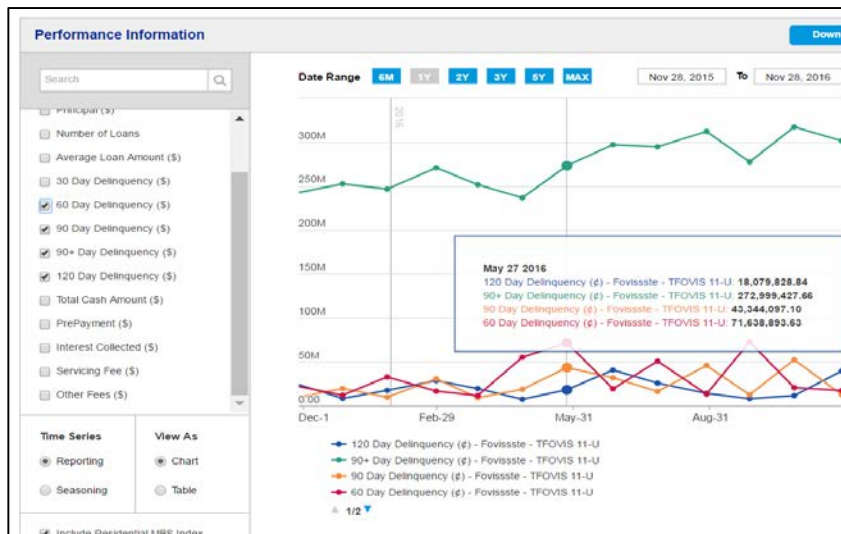 Performance Information
Down
Search
Principal ($)
Number of Loans
Average Loan Amount ($)
30 Day Delinquency ($)
60 Day Delinquency ($)
90 Day Delinquency ($)
90+ Day Delinquency ($)
120 Day Delinquency ($)
Total Cash Amount ($)
PrePayment ($)
Interest Collected ($)
Servicing Fee ($)
Other Fees ($)
Time Series
Reporting
Seasoning
View As
Chart
Table
Include Residential MBS Index
Date Range 6M 1Y 2Y 3Y 5Y MAX Nov 28, 2015 To Nov 28, 2016
2016
300M
250M
200M
150M
100M
50M
0.00
Dec-1 Feb-29 May-31 Aug-31
May 27 2016
120 Day Delinquency (¢) - Fovissste - TFOVIS 11-U: 18,079,828.84
90+ Day Delinquency (¢) - Fovissste - TFOVIS 11-U: 272,999,427.66
90 Day Delinquency (¢) - Fovissste - TFOVIS 11-U: 43,344,097.10
60 Day Delinquency (¢) - Fovissste - TFOVIS 11-U: 71,638,893.63
120 Day Delinquency (¢) - Fovissste - TFOVIS 11-U
90+ Day Delinquency (¢) - Fovissste - TFOVIS 11-U
90 Day Delinquency (¢) - Fovissste - TFOVIS 11-U
60 Day Delinquency (¢) - Fovissste - TFOVIS 11-U
1/2